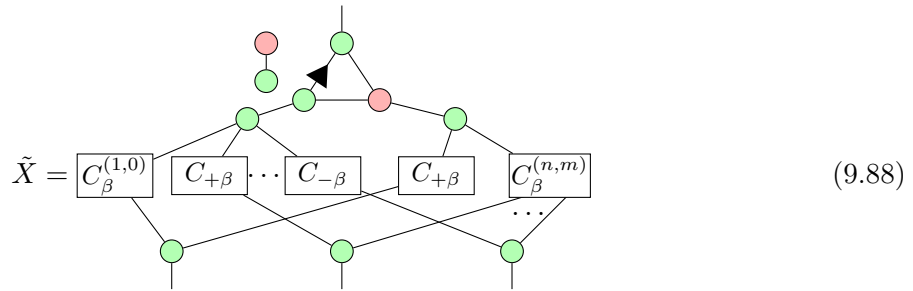 X̃ = C_β^{(1,0)} C_{+β} ⋯ C_{−β} C_{+β} C_β^{(n,m)} (9.88)
⋯